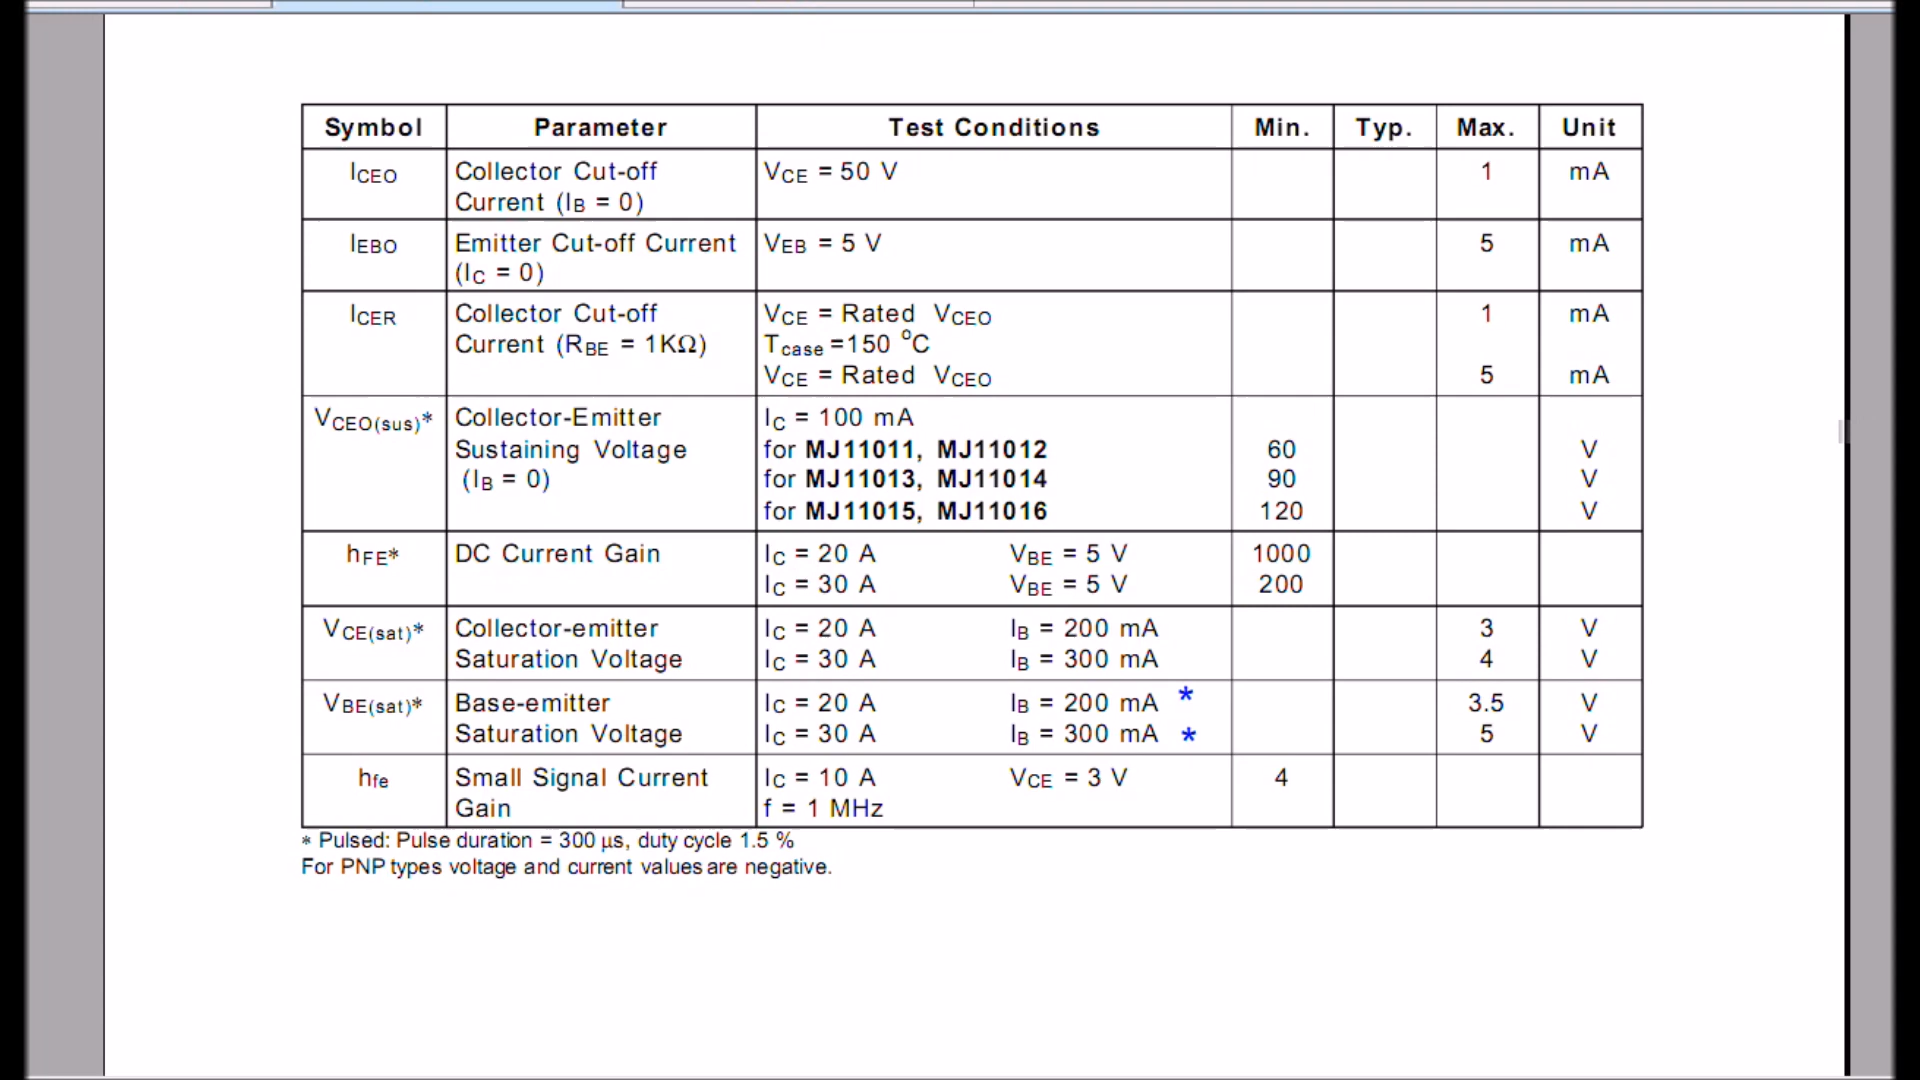 Symbol Parameter Test Conditions Min. Typ. Max. Unit
ICEO Collector Cut-off VCE = 50 V 1 mA
Current (IB = 0)
IEBO Emitter Cut-off Current VEB = 5 V 5 mA
(IC = 0)
ICER Collector Cut-off VCE = Rated VCEO 1 mA
Current (RBE = 1KΩ) Tcase =150 °C
VCE = Rated VCEO 5 mA
VCEO(sus)* Collector-Emitter IC = 100 mA
Sustaining Voltage for MJ11011, MJ11012 60 V
(IB = 0) for MJ11013, MJ11014 90 V
for MJ11015, MJ11016 120 V
hFE* DC Current Gain IC = 20 A VBE = 5 V 1000
IC = 30 A VBE = 5 V 200
VCE(sat)* Collector-emitter IC = 20 A IB = 200 mA 3 V
Saturation Voltage IC = 30 A IB = 300 mA 4 V
VBE(sat)* Base-emitter IC = 20 A IB = 200 mA * 3.5 V
Saturation Voltage IC = 30 A IB = 300 mA * 5 V
hfe Small Signal Current IC = 10 A VCE = 3 V 4
Gain f = 1 MHz
* Pulsed: Pulse duration = 300 µs, duty cycle 1.5 %
For PNP types voltage and current values are negative.